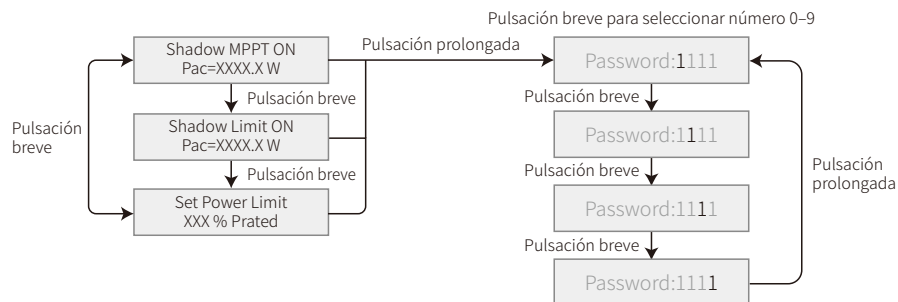 Pulsación breve para seleccionar número 0–9
Shadow MPPT ON
Pac=XXXX.X W
Pulsación prolongada
Password:1111
Pulsación breve
Pulsación breve
Shadow Limit ON
Pac=XXXX.X W
Password:1111
Pulsación
breve
Pulsación breve
Pulsación breve
Pulsación
prolongada
Set Power Limit
XXX % Prated
Password:1111
Pulsación breve
Password:1111